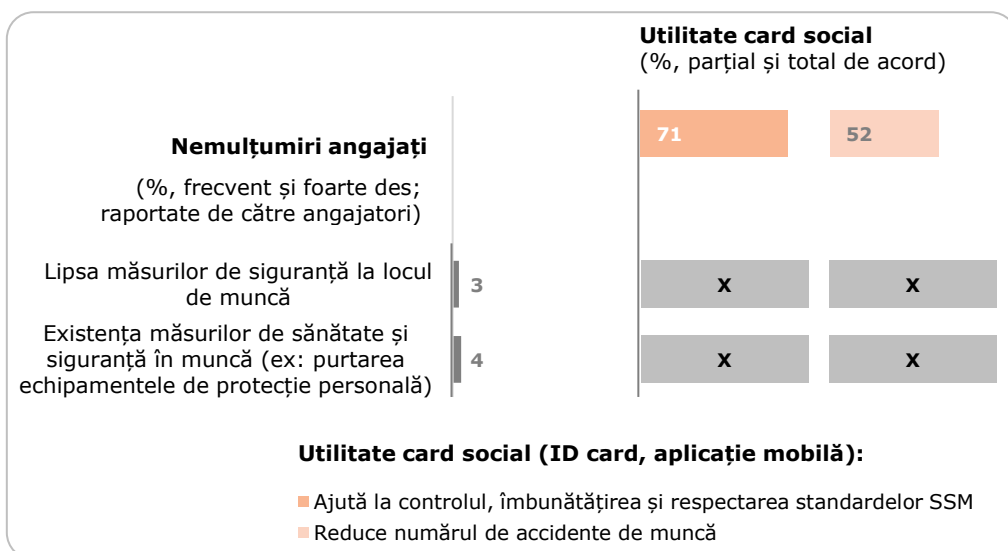 Utilitate card social
(%, parțial și total de acord)
71
52
Nemulțumiri angajați
(%, frecvent și foarte des;
raportate de către angajatori)
Lipsa măsurilor de siguranță la locul
de muncă
3
X
X
Existența măsurilor de sănătate și
siguranță în muncă (ex: purtarea
echipamentele de protecție personală)
4
X
X
Utilitate card social (ID card, aplicație mobilă):
Ajută la controlul, îmbunătățirea și respectarea standardelor SSM
Reduce numărul de accidente de muncă